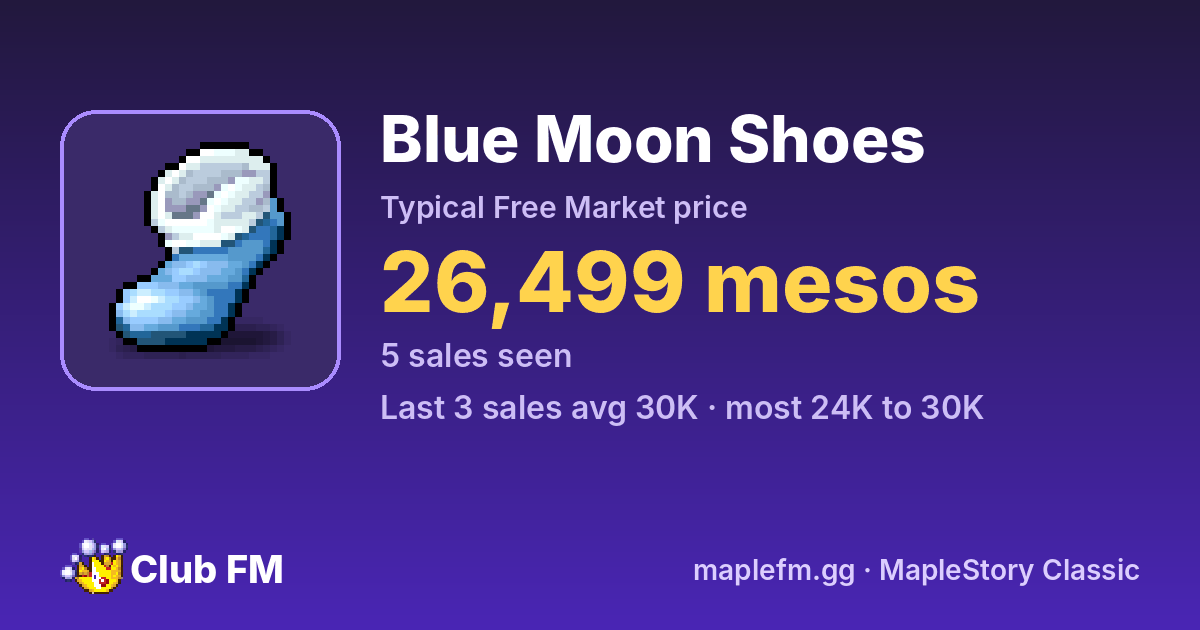 Blue Moon Shoes
Typical Free Market price
26,499 mesos
5 sales seen
Last 3 sales avg 30K · most 24K to 30K
Club FM
maplefm.gg · MapleStory Classic